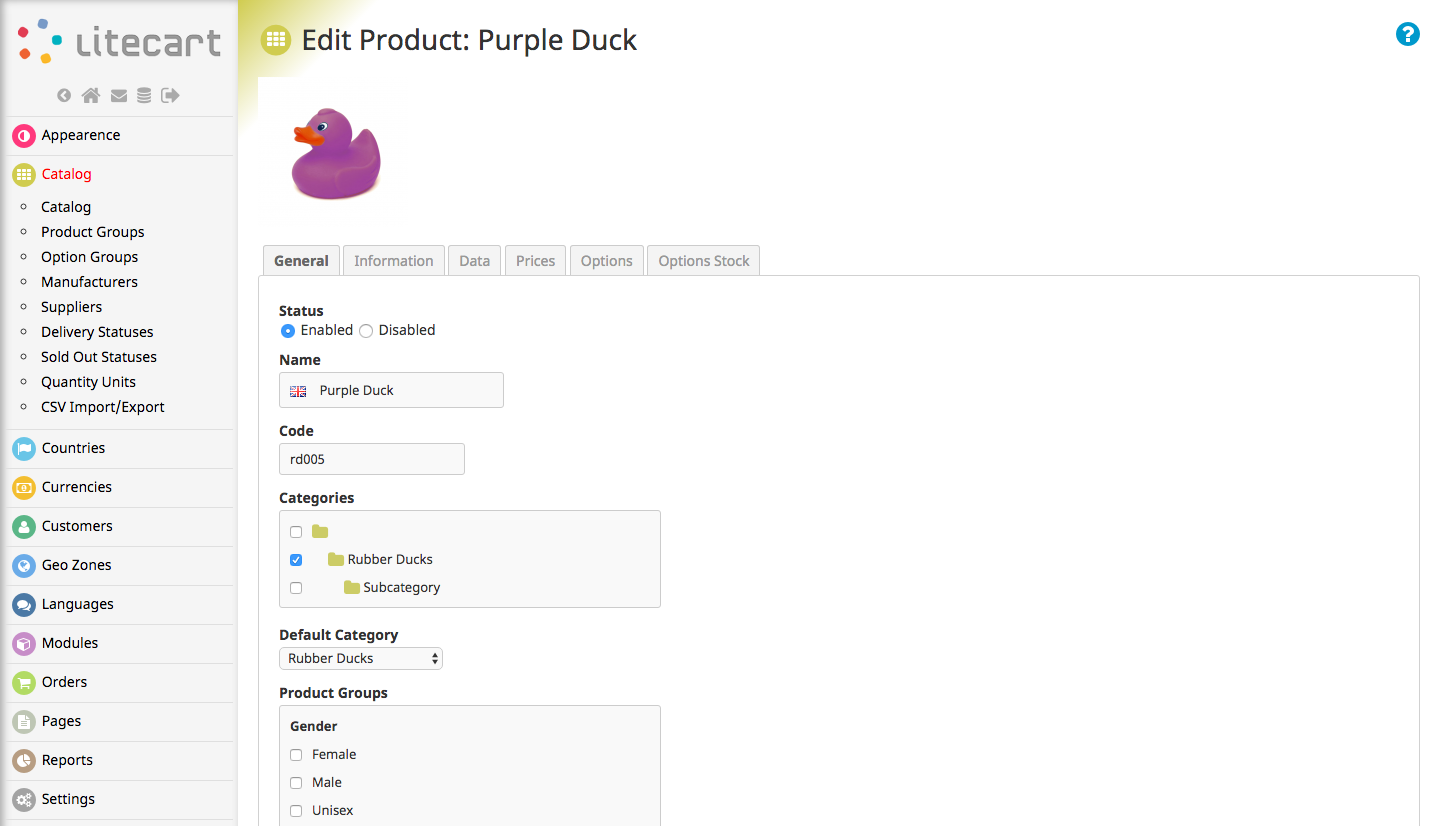 litecart
Appearence
Catalog
Catalog
Product Groups
Option Groups
Manufacturers
Suppliers
Delivery Statuses
Sold Out Statuses
Quantity Units
CSV Import/Export
Countries
Currencies
Customers
Geo Zones
Languages
Modules
Orders
Pages
Reports
Settings
Edit Product: Purple Duck
?
General Information Data Prices Options Options Stock
Status
Enabled Disabled
Name
Purple Duck
Code
rd005
Categories
Rubber Ducks
Subcategory
Default Category
Rubber Ducks
Product Groups
Gender
Female
Male
Unisex